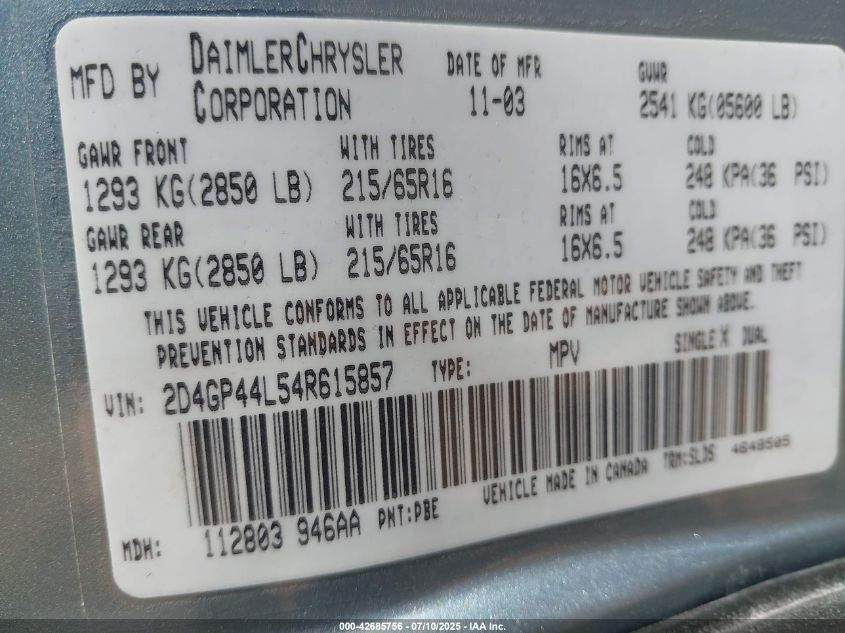 MFD BY DAIMLERCHRYSLER CORPORATION DATE OF MFR 11-03 GVWR 2541 KG(05600 LB)
GAWR FRONT WITH TIRES RIMS AT COLD
1293 KG(2850 LB) 215/65R16 16X6.5 248 KPA(36 PSI)
GAWR REAR WITH TIRES RIMS AT COLD
1293 KG(2850 LB) 215/65R16 16X6.5 248 KPA(36 PSI)
THIS VEHICLE CONFORMS TO ALL APPLICABLE FEDERAL MOTOR VEHICLE SAFETY AND THEFT
PREVENTION STANDARDS IN EFFECT ON THE DATE OF MANUFACTURE SHOWN ABOVE.
VIN: 2D4GP44L54R615857 TYPE: MPV SINGLE X DUAL
MDH: 112803 946AA PNT:PBE VEHICLE MADE IN CANADA TRM:SLDS 4648505
000-42685756 - 07/10/2025 - IAA Inc.